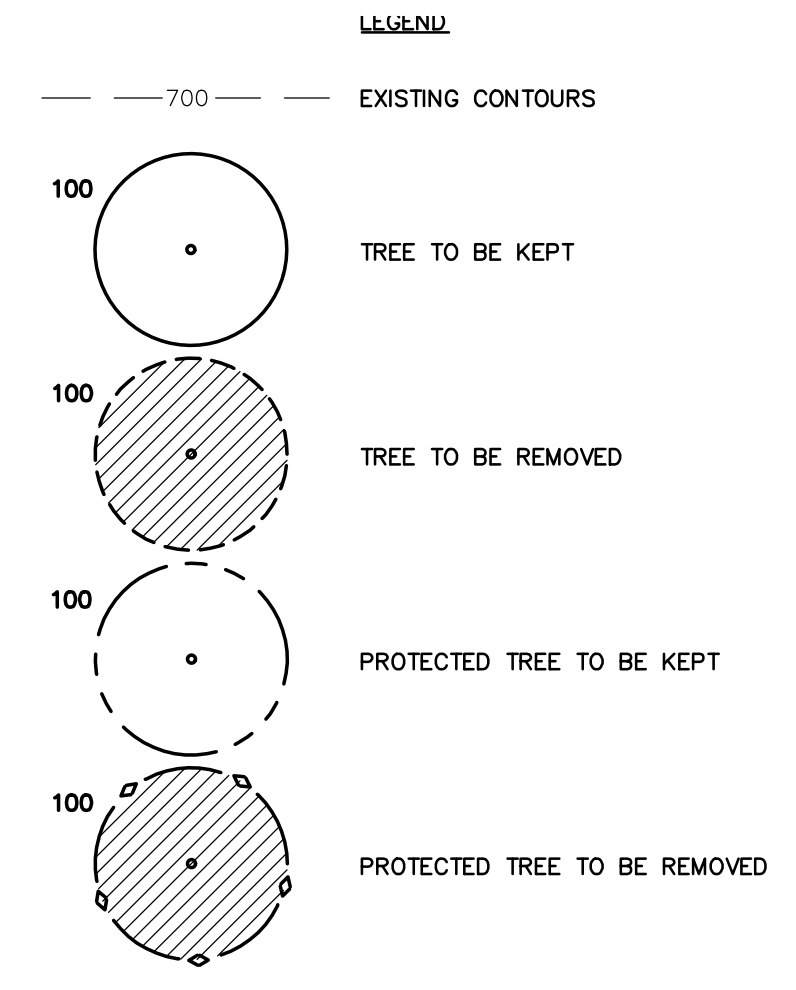 LEGEND
700 EXISTING CONTOURS
100
TREE TO BE KEPT
100
TREE TO BE REMOVED
100
PROTECTED TREE TO BE KEPT
100
PROTECTED TREE TO BE REMOVED